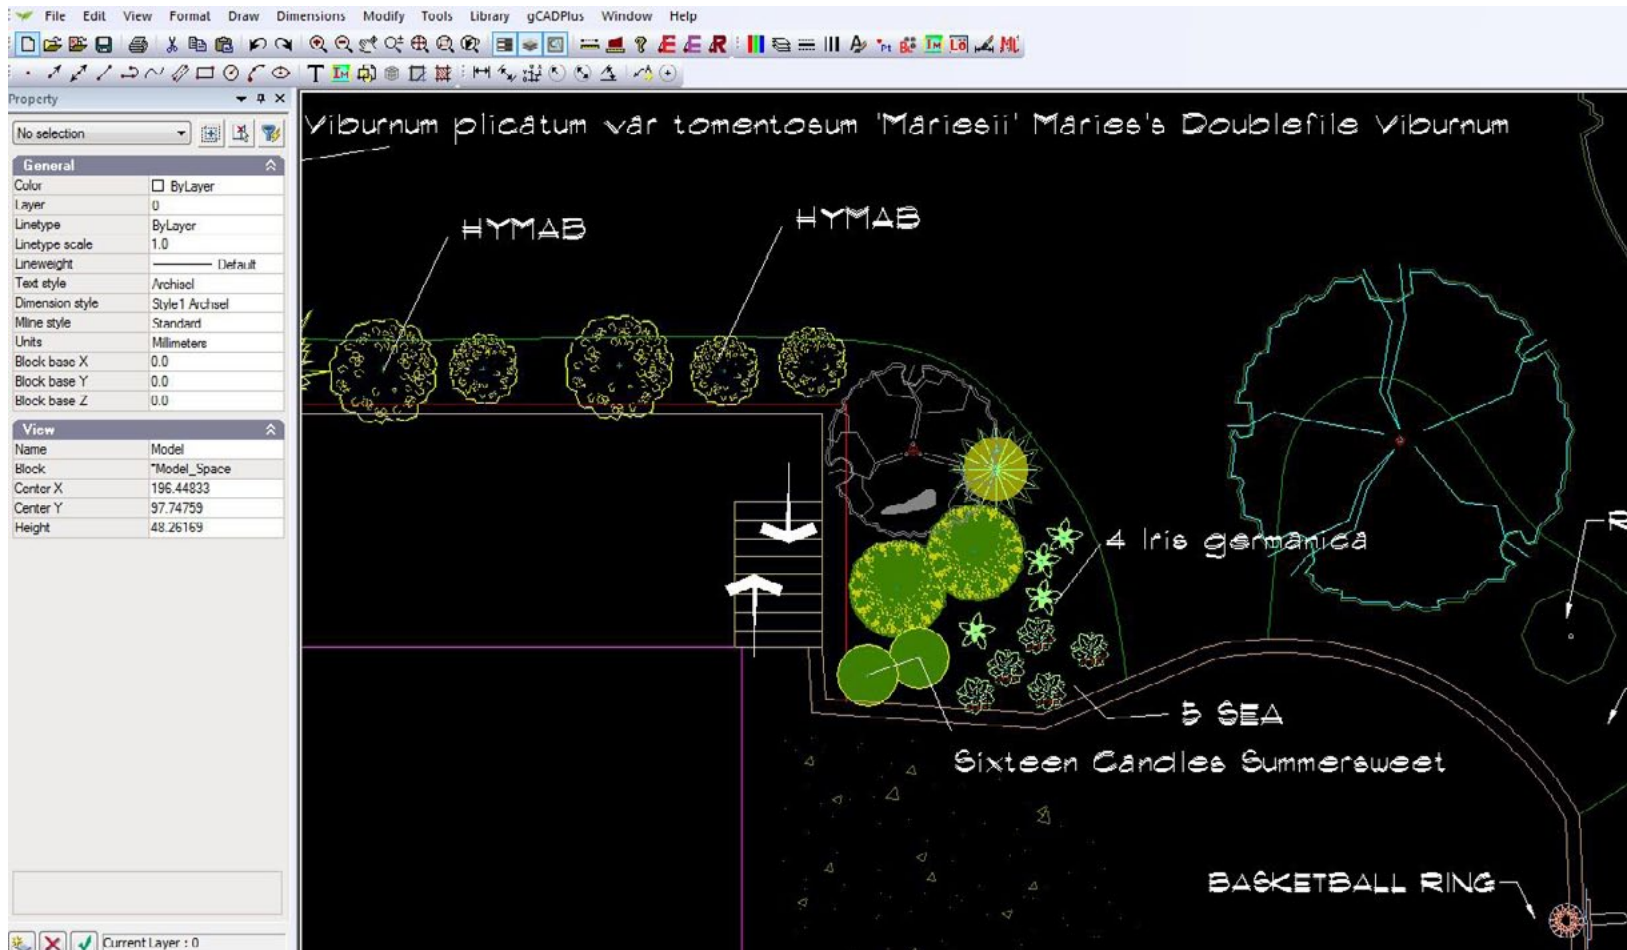 File Edit View Format Draw Dimensions Modify Tools Library gCADPlus Window Help
Property
No selection
General
Color ByLayer
Layer 0
Linetype ByLayer
Linetype scale 1.0
Lineweight Default
Text style Archisel
Dimension style Style1 Archsel
Mline style Standard
Units Millimeters
Block base X 0.0
Block base Y 0.0
Block base Z 0.0
View
Name Model
Block *Model_Space
Center X 196.44833
Center Y 97.74759
Height 48.26169
Current Layer : 0
Viburnum plicatum var tomentosum 'Mariesii' Maries's Doublefile Viburnum
HYMAB
HYMAB
4 Iris germanica
R
5 SEA
Sixteen Candles Summersweet
BASKETBALL RING